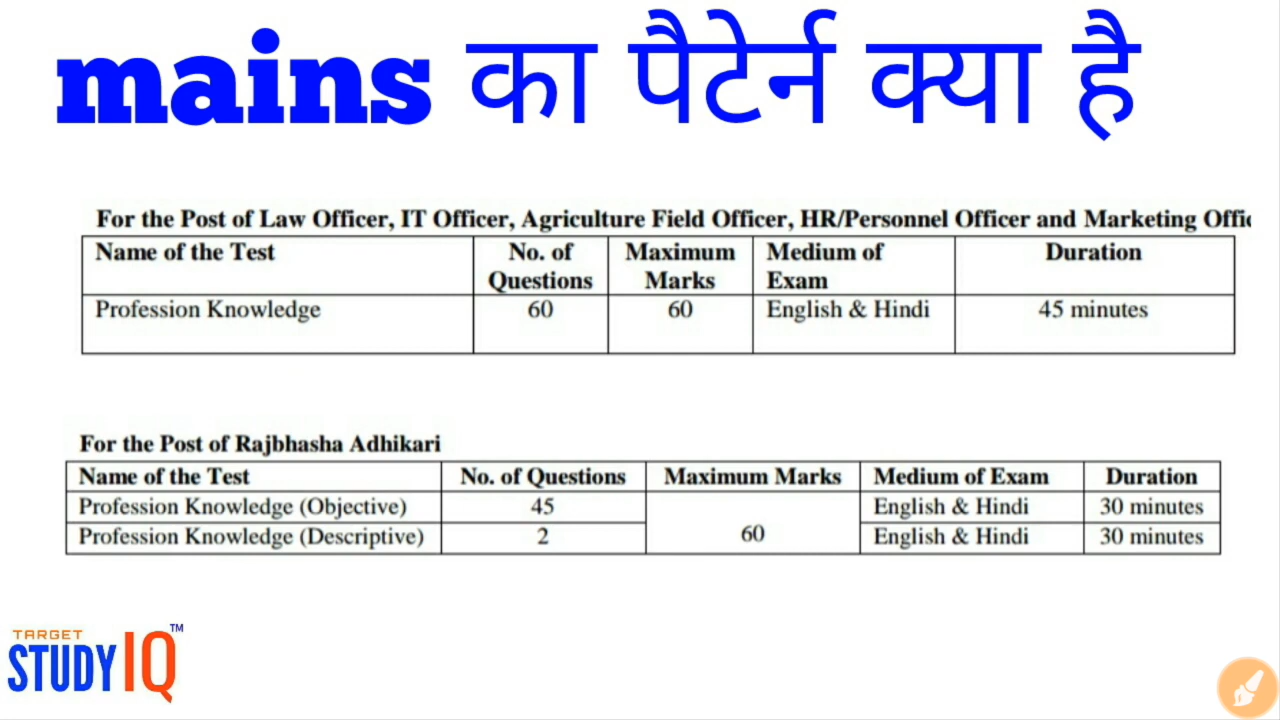 mains का पैटेर्न क्या है
For the Post of Law Officer, IT Officer, Agriculture Field Officer, HR/Personnel Officer and Marketing
Name of the Test No. of Questions Maximum Marks Medium of Exam Duration
Profession Knowledge 60 60 English & Hindi 45 minutes
For the Post of Rajbhasha Adhikari
Name of the Test No. of Questions Maximum Marks Medium of Exam Duration
Profession Knowledge (Objective) 45 English & Hindi 30 minutes
Profession Knowledge (Descriptive) 2 60 English & Hindi 30 minutes
TARGET
STUDY IQ TM